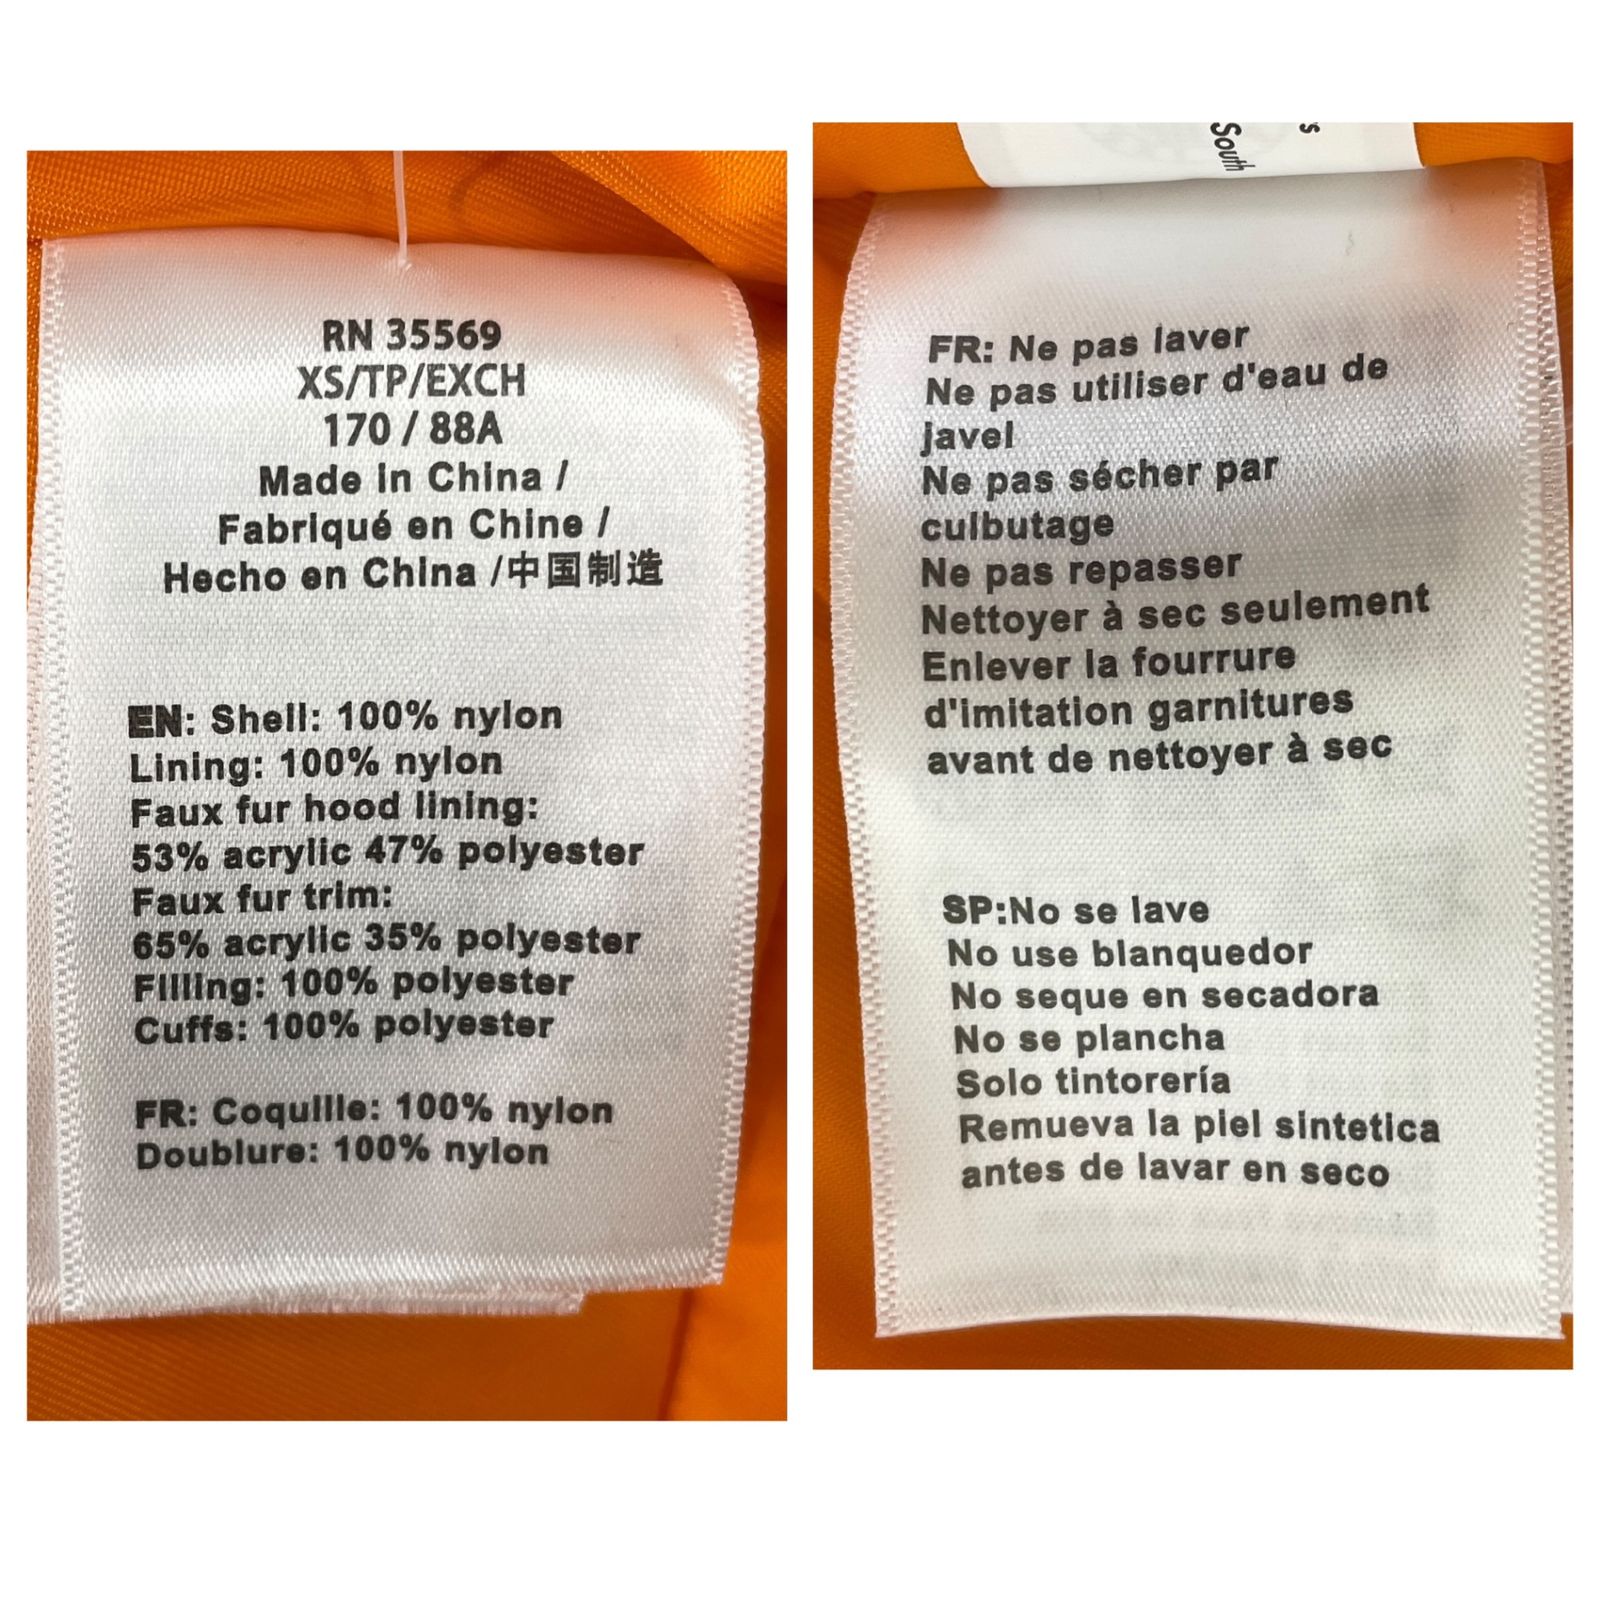 RN 35569
XS/TP/EXCH
170 / 88A
Made in China /
Fabriqué en Chine /
Hecho en China /中国制造
EN: Shell: 100% nylon
Lining: 100% nylon
Faux fur hood lining:
53% acrylic 47% polyester
Faux fur trim:
65% acrylic 35% polyester
Filling: 100% polyester
Cuffs: 100% polyester
FR: Coquille: 100% nylon
Doublure: 100% nylon
South
FR: Ne pas laver
Ne pas utiliser d'eau de
javel
Ne pas sécher par
culbutage
Ne pas repasser
Nettoyer à sec seulement
Enlever la fourrure
d'imitation garnitures
avant de nettoyer à sec
SP:No se lave
No use blanquedor
No seque en secadora
No se plancha
Solo tintorería
Remueva la piel sintetica
antes de lavar en seco